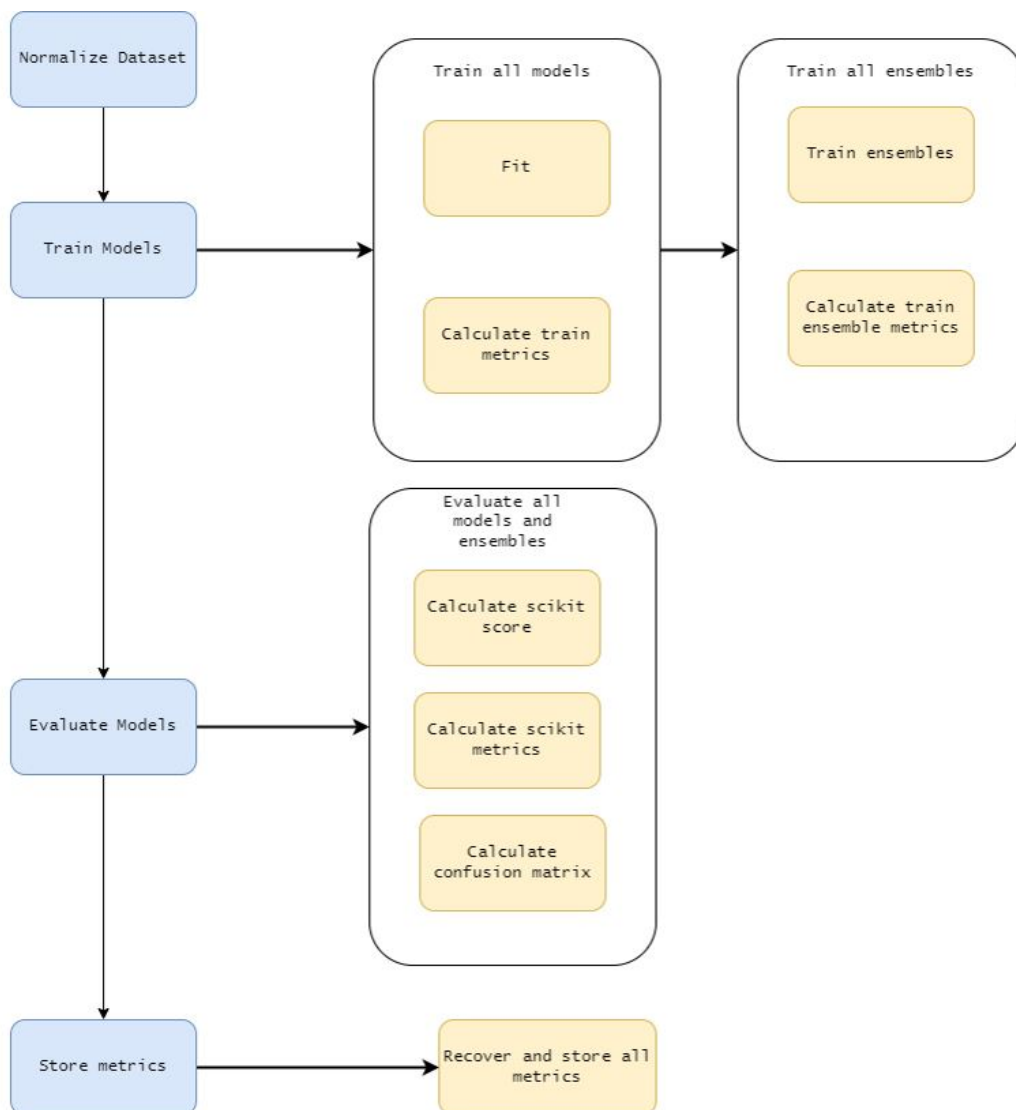 Normalize Dataset
Train all models
Train all ensembles
Fit
Train ensembles
Train Models
Calculate train
metrics
Calculate train
ensemble metrics
Evaluate all
models and
ensembles
Calculate scikit
score
Evaluate Models
Calculate scikit
metrics
Calculate
confusion matrix
Store metrics
Recover and store all
metrics